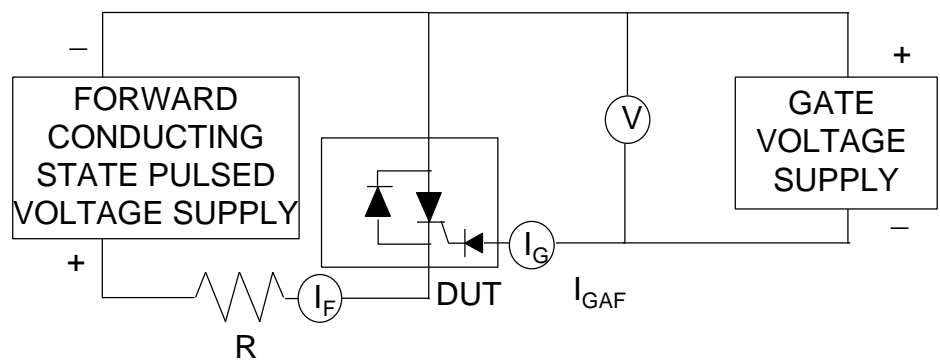 −
FORWARD
CONDUCTING
STATE PULSED
VOLTAGE SUPPLY
+
R
I_F
DUT
I_G
I_GAF
V
+
GATE
VOLTAGE
SUPPLY
−